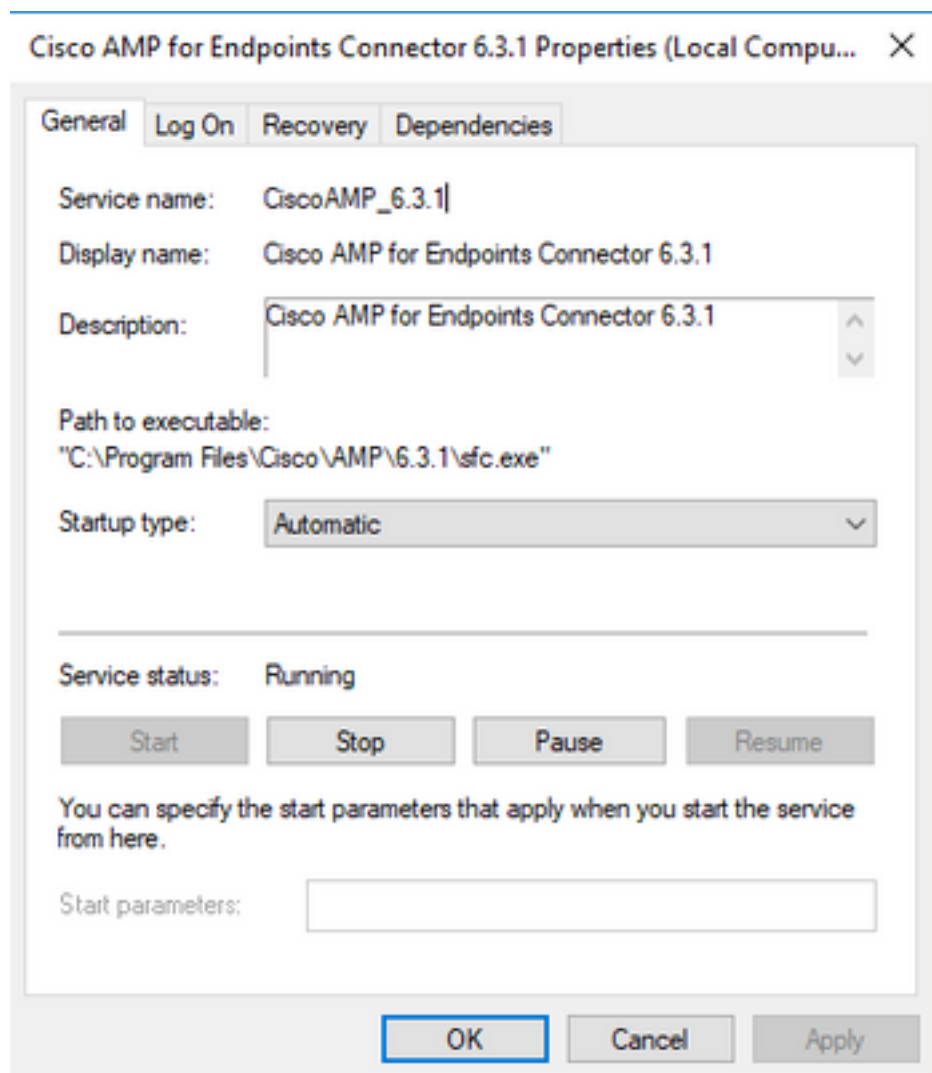 Cisco AMP for Endpoints Connector 6.3.1 Properties (Local Compu...
General Log On Recovery Dependencies
Service name: CiscoAMP_6.3.1
Display name: Cisco AMP for Endpoints Connector 6.3.1
Description: Cisco AMP for Endpoints Connector 6.3.1
Path to executable:
"C:\Program Files\Cisco\AMP\6.3.1\sfc.exe"
Startup type: Automatic
Service status: Running
Start Stop Pause Resume
You can specify the start parameters that apply when you start the service
from here.
Start parameters:
OK Cancel Apply